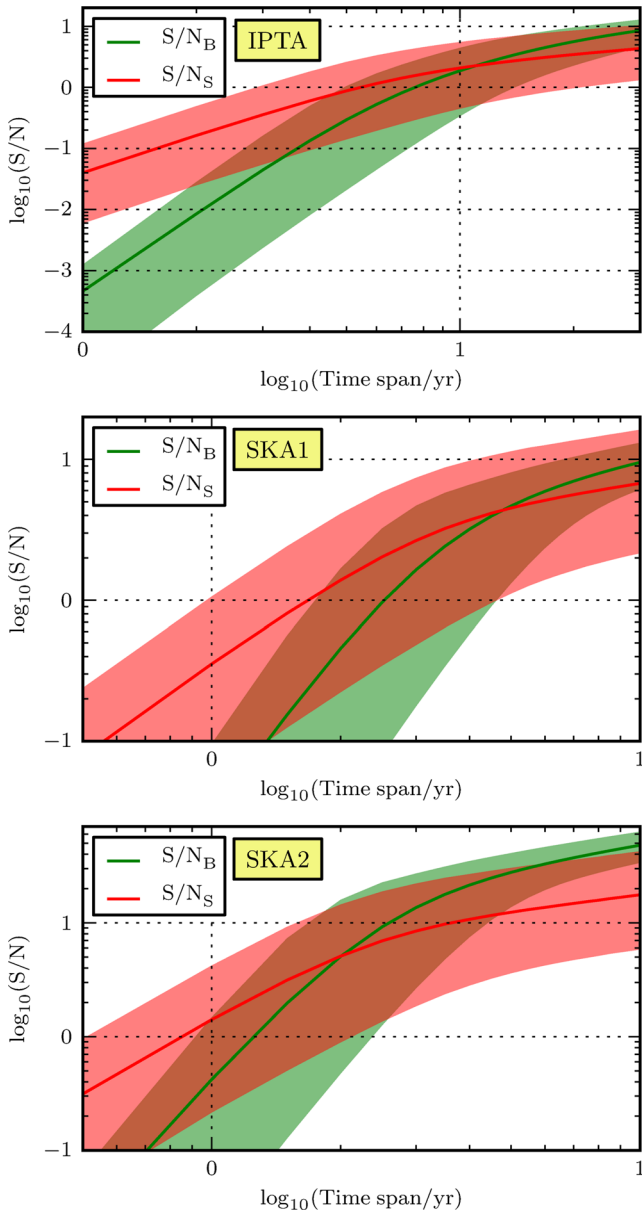 S/N_B
S/N_S
IPTA
1
0
−1
−2
−3
−4
log₁₀(S/N)
0
1
log₁₀(Time span/yr)
S/N_B
S/N_S
SKA1
1
0
−1
log₁₀(S/N)
0
1
log₁₀(Time span/yr)
S/N_B
S/N_S
SKA2
1
0
−1
log₁₀(S/N)
0
1
log₁₀(Time span/yr)